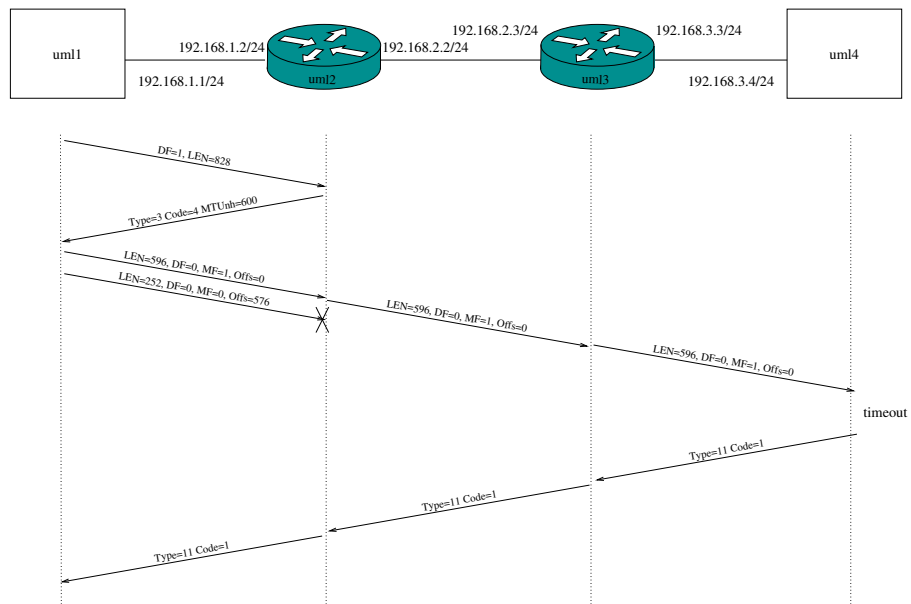 uml1
192.168.1.2/24
192.168.1.1/24
uml2
192.168.2.2/24
192.168.2.3/24
uml3
192.168.3.3/24
192.168.3.4/24
uml4
DF=1, LEN=828
Type=3 Code=4 MTUnh=600
LEN=596, DF=0, MF=1, Offs=0
LEN=252, DF=0, MF=0, Offs=576
LEN=596, DF=0, MF=1, Offs=0
LEN=596, DF=0, MF=1, Offs=0
timeout
Type=11 Code=1
Type=11 Code=1
Type=11 Code=1